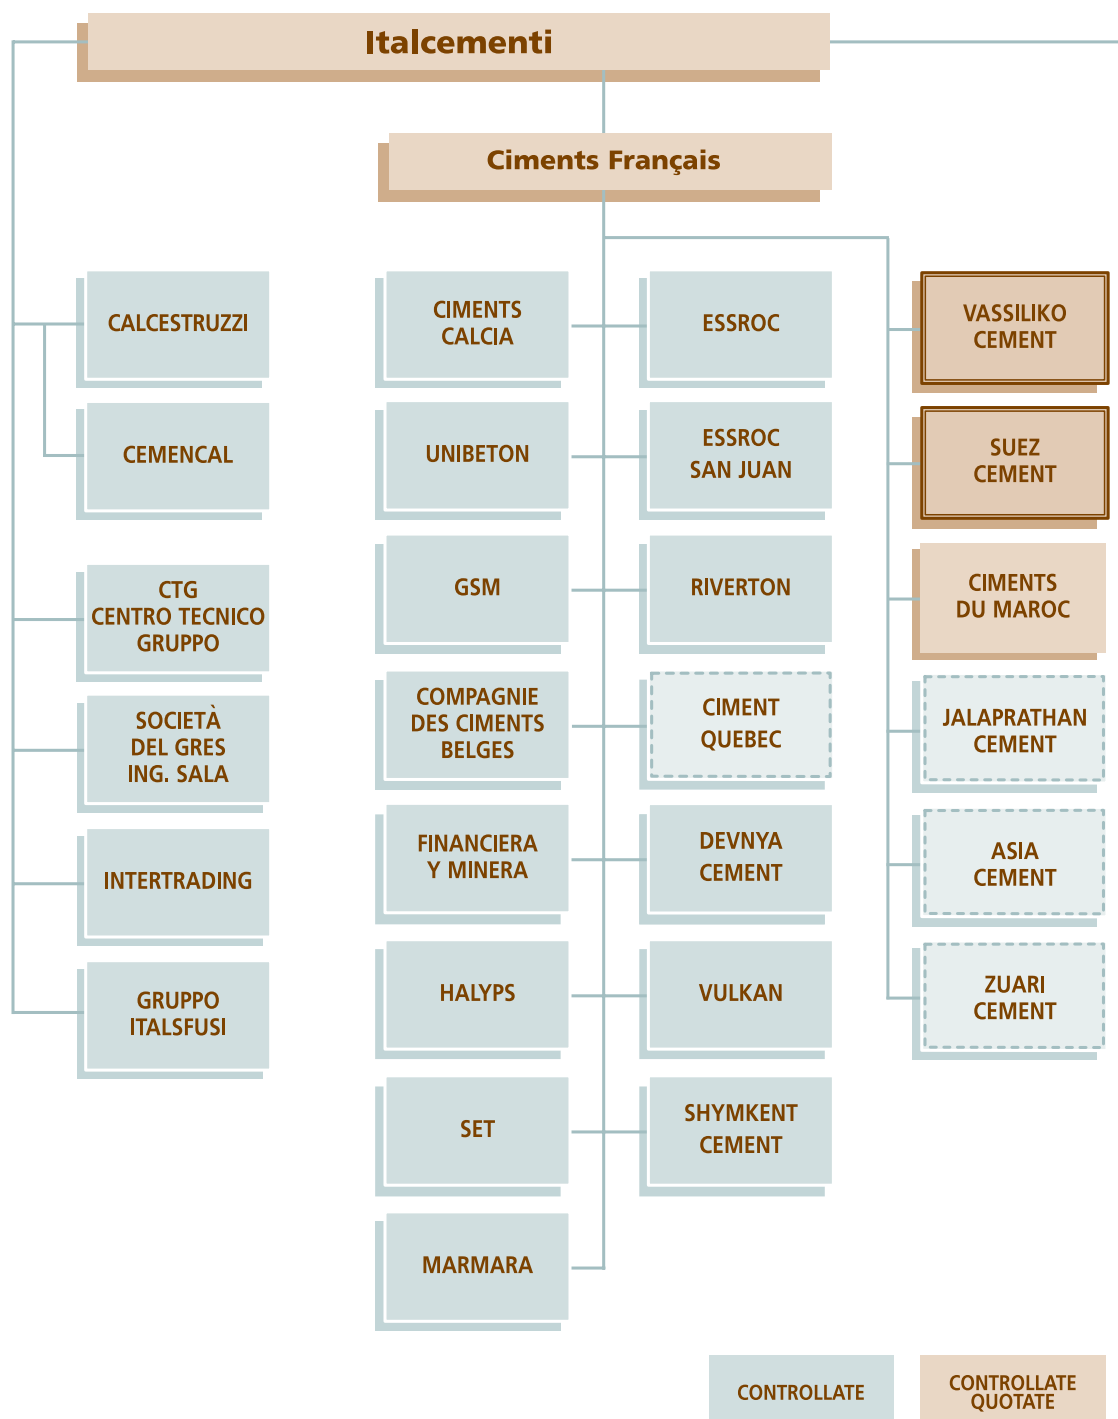 Italcementi
Ciments Français
CALCESTRUZZI
CEMENCAL
CTG
CENTRO TECNICO
GRUPPO
SOCIETÀ
DEL GRES
ING. SALA
INTERTRADING
GRUPPO
ITALSFUSI
CIMENTS
CALCIA
UNIBETON
GSM
COMPAGNIE
DES CIMENTS
BELGES
FINANCIERA
Y MINERA
HALYPS
SET
MARMARA
ESSROC
ESSROC
SAN JUAN
RIVERTON
CIMENT
QUEBEC
DEVNYA
CEMENT
VULKAN
SHYMKENT
CEMENT
VASSILIKO
CEMENT
SUEZ
CEMENT
CIMENTS
DU MAROC
JALAPRATHAN
CEMENT
ASIA
CEMENT
ZUARI
CEMENT
CONTROLLATE
CONTROLLATE
QUOTATE